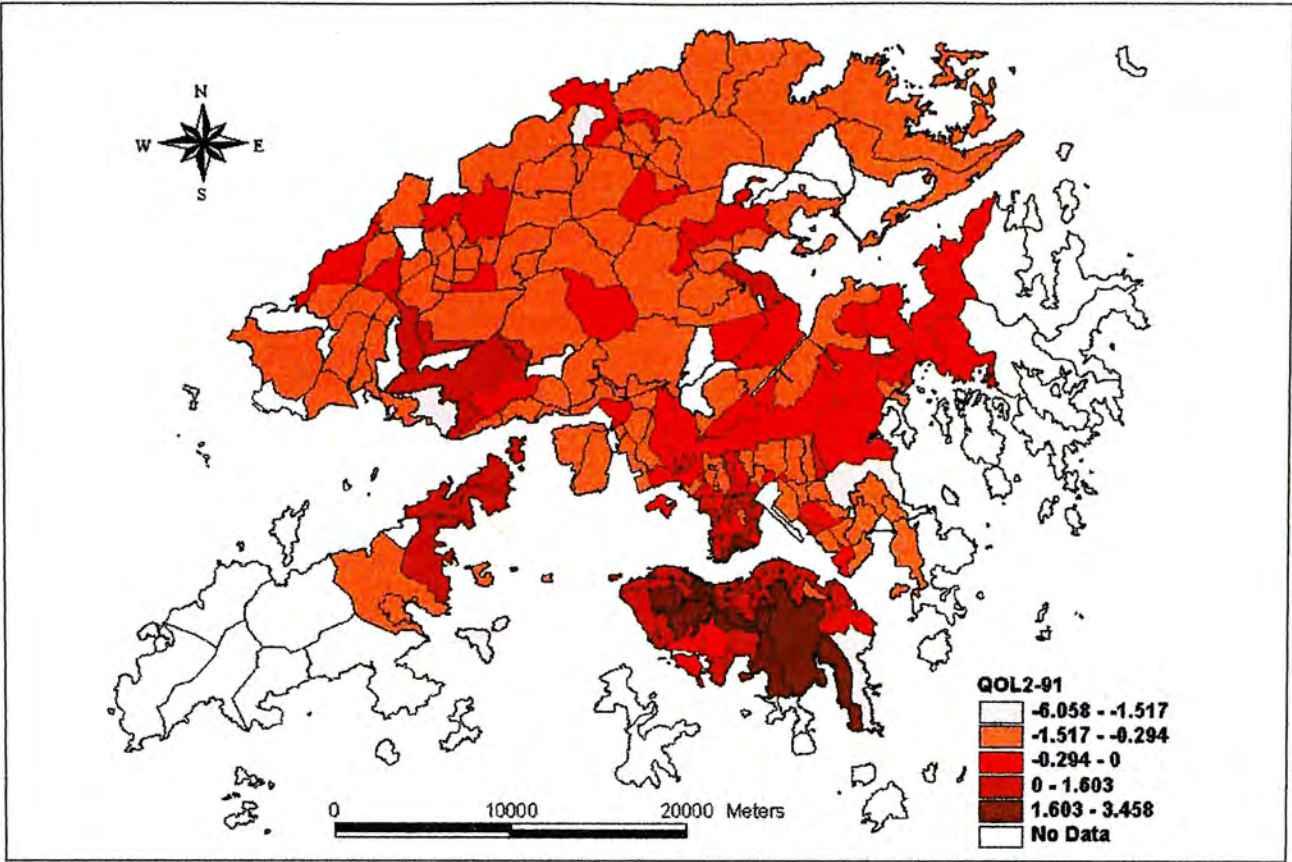 N
W E
S
QOL2-91
-6.058 - -1.517
-1.517 - -0.294
-0.294 - 0
0 - 1.603
1.603 - 3.458
No Data
0 10000 20000 Meters